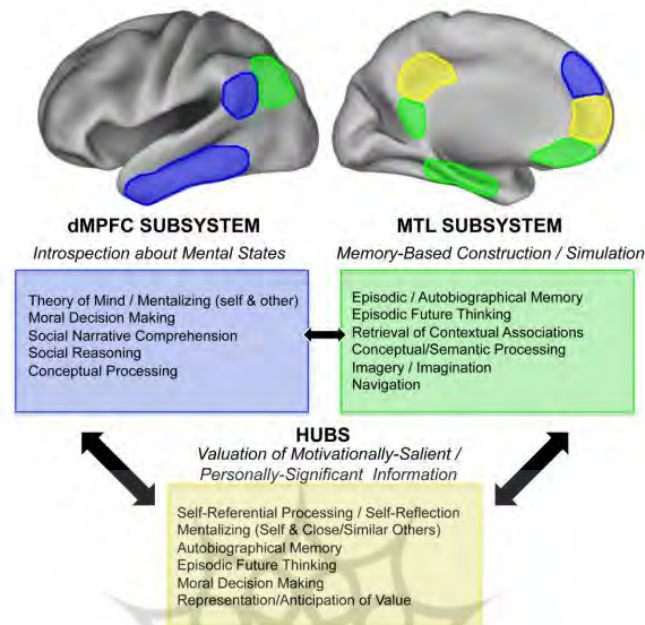 dMPFC SUBSYSTEM
Introspection about Mental States
Theory of Mind / Mentalizing (self & other)
Moral Decision Making
Social Narrative Comprehension
Social Reasoning
Conceptual Processing
MTL SUBSYSTEM
Memory-Based Construction / Simulation
Episodic / Autobiographical Memory
Episodic Future Thinking
Retrieval of Contextual Associations
Conceptual/Semantic Processing
Imagery / Imagination
Navigation
HUBS
Valuation of Motivationally-Salient /
Personally-Significant Information
Self-Referential Processing / Self-Reflection
Mentalizing (Self & Close/Similar Others)
Autobiographical Memory
Episodic Future Thinking
Moral Decision Making
Representation/Anticipation of Value